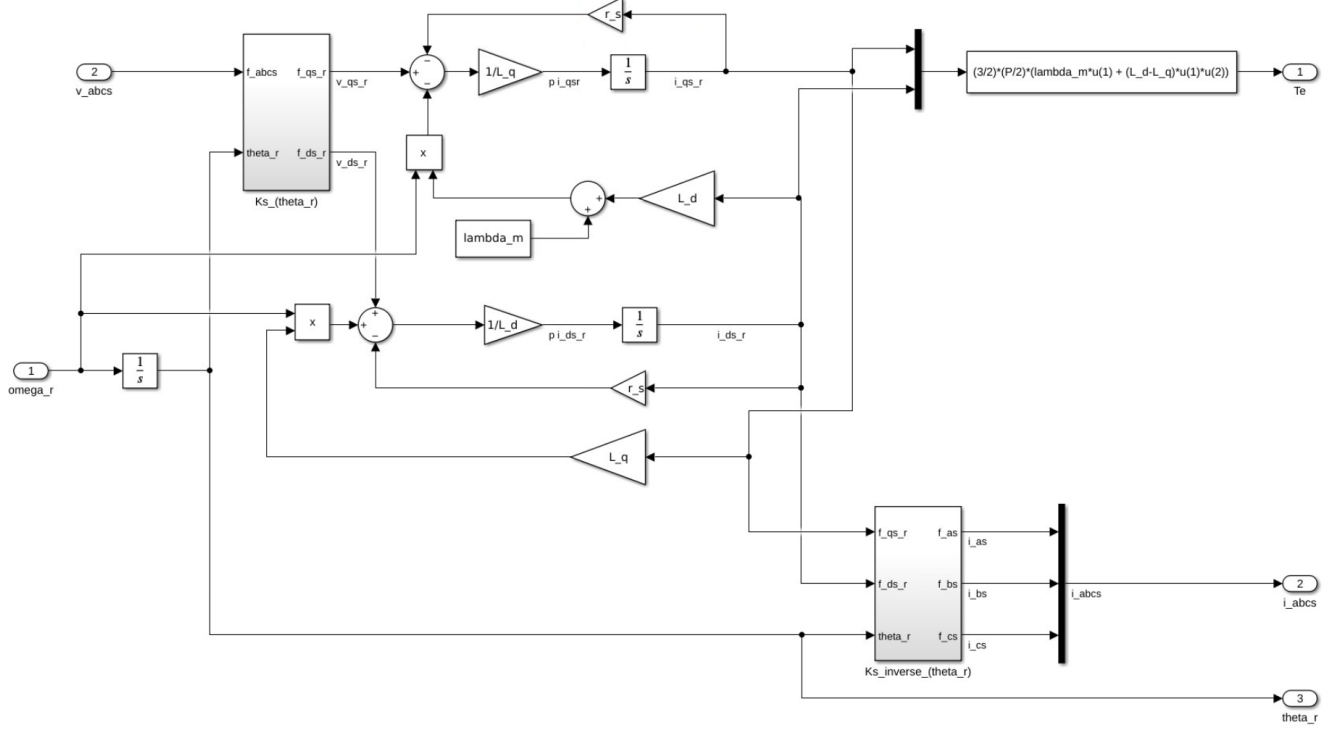 r_s
2
v_abcs
f_abcs
f_qs_r
v_qs_r
+
−
−
1/L_q
p i_qsr
1
s
i_qs_r
(3/2)*(P/2)*(lambda_m*u(1) + (L_d-L_q)*u(1)*u(2))
1
Te
theta_r
f_ds_r
v_ds_r
Ks_(theta_r)
x
+
+
L_d
lambda_m
x
+
+
−
1/L_d
p i_ds_r
1
s
i_ds_r
1
omega_r
1
s
r_s
L_q
f_qs_r
f_as
i_as
f_ds_r
f_bs
i_bs
theta_r
f_cs
i_cs
Ks_inverse_(theta_r)
i_abcs
2
i_abcs
3
theta_r